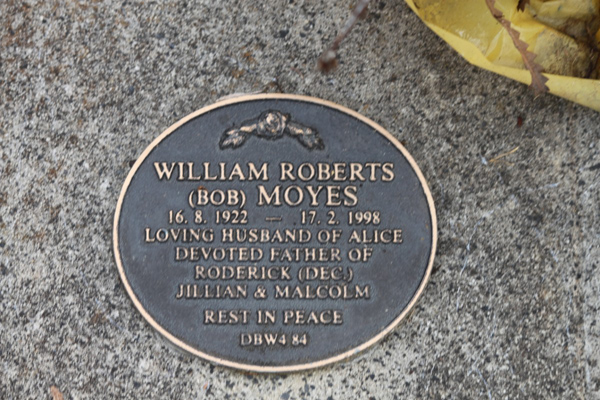 WILLIAM ROBERTS
(BOB) MOYES
16. 8. 1922 — 17. 2. 1998
LOVING HUSBAND OF ALICE
DEVOTED FATHER OF
RODERICK (DEC.)
JILLIAN & MALCOLM
REST IN PEACE
DBW4 84